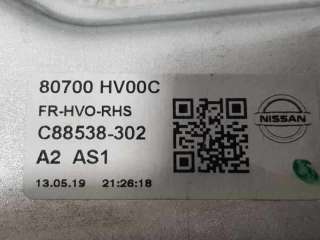 80700 HV00C
FR-HVO-RHS
C88538-302
A2 AS1
13.05.19 21:26:18
NISSAN